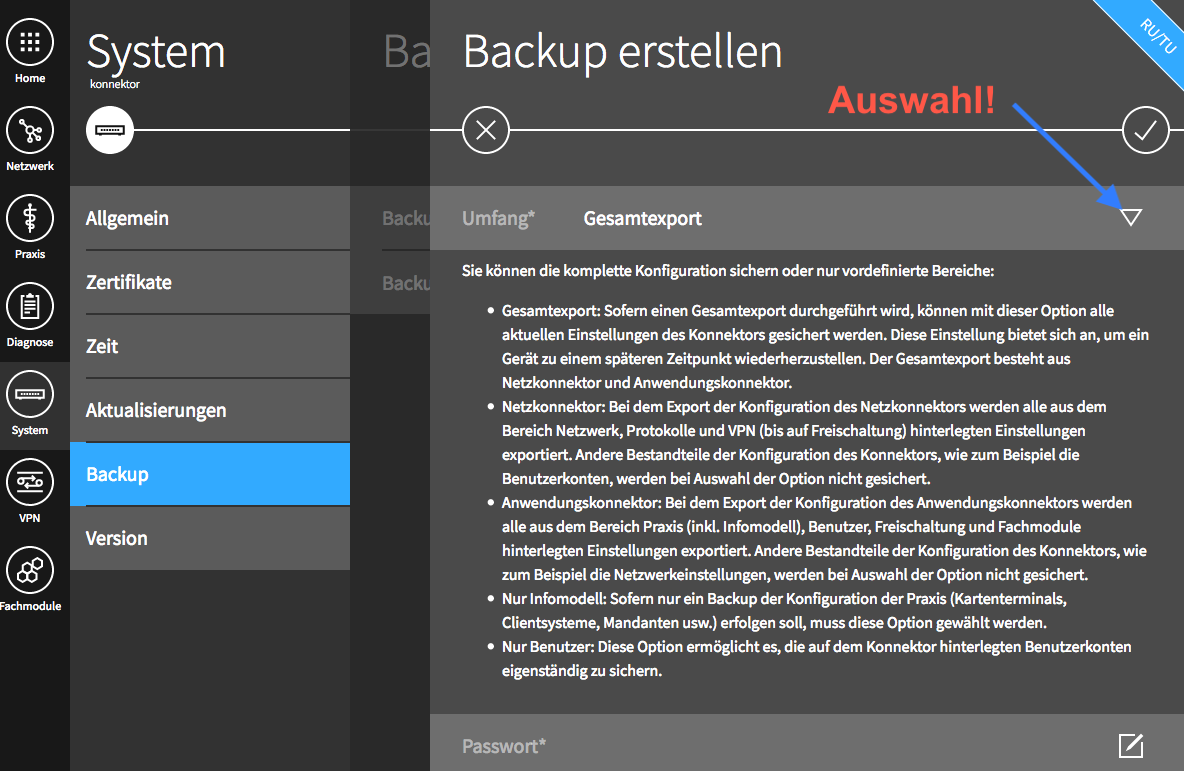 Home
Netzwerk
Praxis
Diagnose
System
VPN
Fachmodule
System
konnektor
Allgemein
Zertifikate
Zeit
Aktualisierungen
Backup
Version
Ba
Backu
Backu
Backup erstellen
RU/TU
Auswahl!
Umfang* Gesamtexport
Sie können die komplette Konfiguration sichern oder nur vordefinierte Bereiche:
• Gesamtexport: Sofern einen Gesamtexport durchgeführt wird, können mit dieser Option alle
aktuellen Einstellungen des Konnektors gesichert werden. Diese Einstellung bietet sich an, um ein
Gerät zu einem späteren Zeitpunkt wiederherzustellen. Der Gesamtexport besteht aus
Netzkonnektor und Anwendungskonnektor.
• Netzkonnektor: Bei dem Export der Konfiguration des Netzkonnektors werden alle aus dem
Bereich Netzwerk, Protokolle und VPN (bis auf Freischaltung) hinterlegten Einstellungen
exportiert. Andere Bestandteile der Konfiguration des Konnektors, wie zum Beispiel die
Benutzerkonten, werden bei Auswahl der Option nicht gesichert.
• Anwendungskonnektor: Bei dem Export der Konfiguration des Anwendungskonnektors werden
alle aus dem Bereich Praxis (inkl. Infomodell), Benutzer, Freischaltung und Fachmodule
hinterlegten Einstellungen exportiert. Andere Bestandteile der Konfiguration des Konnektors, wie
zum Beispiel die Netzwerkeinstellungen, werden bei Auswahl der Option nicht gesichert.
• Nur Infomodell: Sofern nur ein Backup der Konfiguration der Praxis (Kartenterminals,
Clientsysteme, Mandanten usw.) erfolgen soll, muss diese Option gewählt werden.
• Nur Benutzer: Diese Option ermöglicht es, die auf dem Konnektor hinterlegten Benutzerkonten
eigenständig zu sichern.
Passwort*